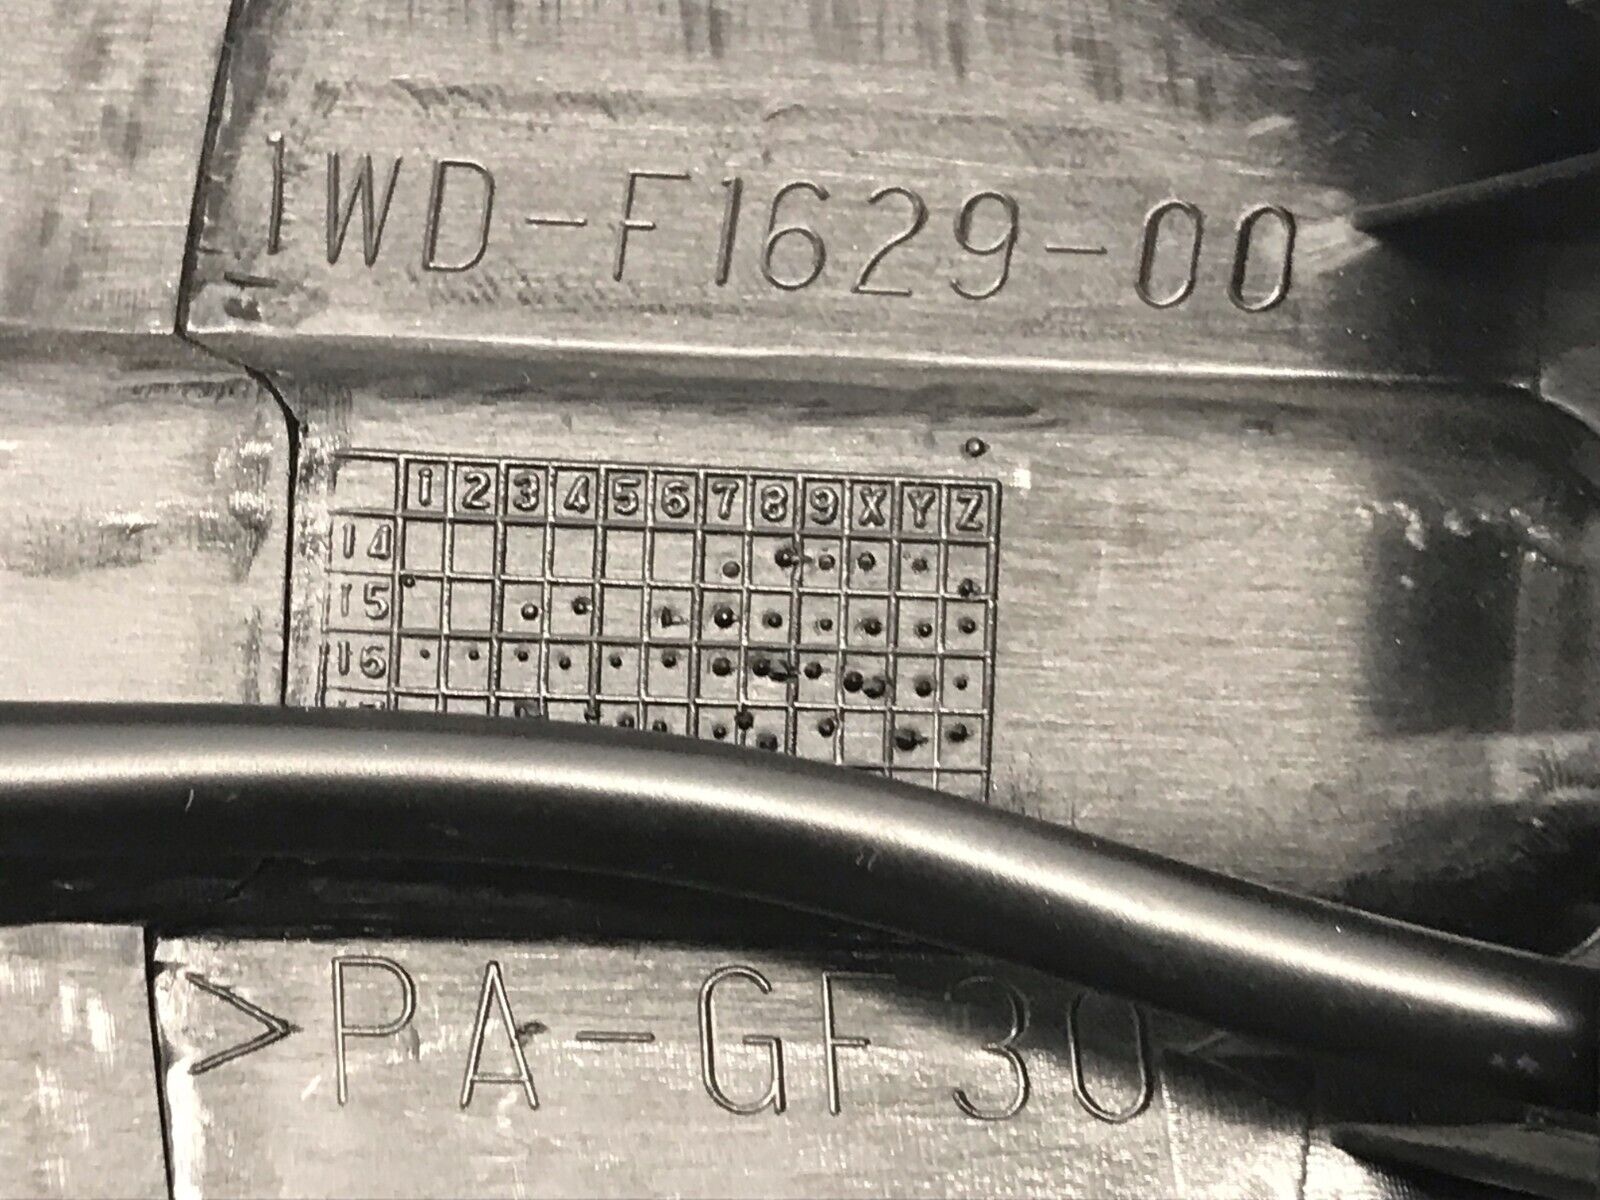 1WD-F1629-00
1 2 3 4 5 6 7 8 9 X Y Z
14
15
16
>PA-GF30<